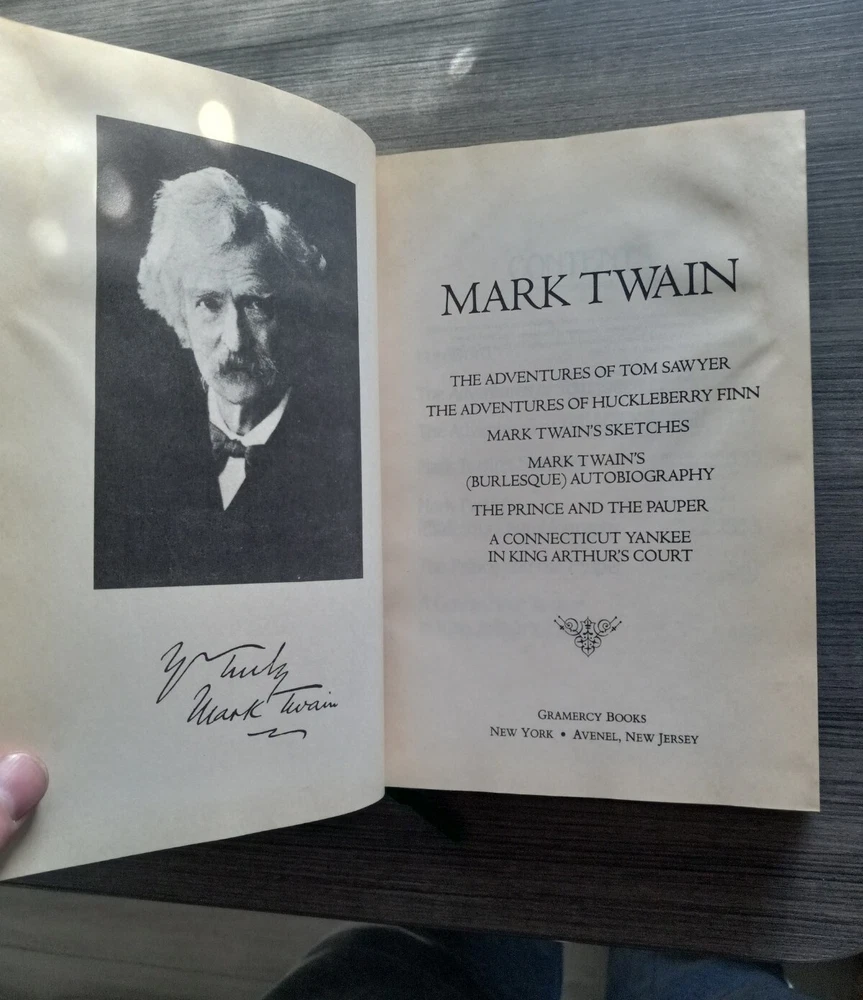 Yr truly
Mark Twain
MARK TWAIN
THE ADVENTURES OF TOM SAWYER
THE ADVENTURES OF HUCKLEBERRY FINN
MARK TWAIN'S SKETCHES
MARK TWAIN'S
(BURLESQUE) AUTOBIOGRAPHY
THE PRINCE AND THE PAUPER
A CONNECTICUT YANKEE
IN KING ARTHUR'S COURT
GRAMERCY BOOKS
NEW YORK • AVENEL, NEW JERSEY